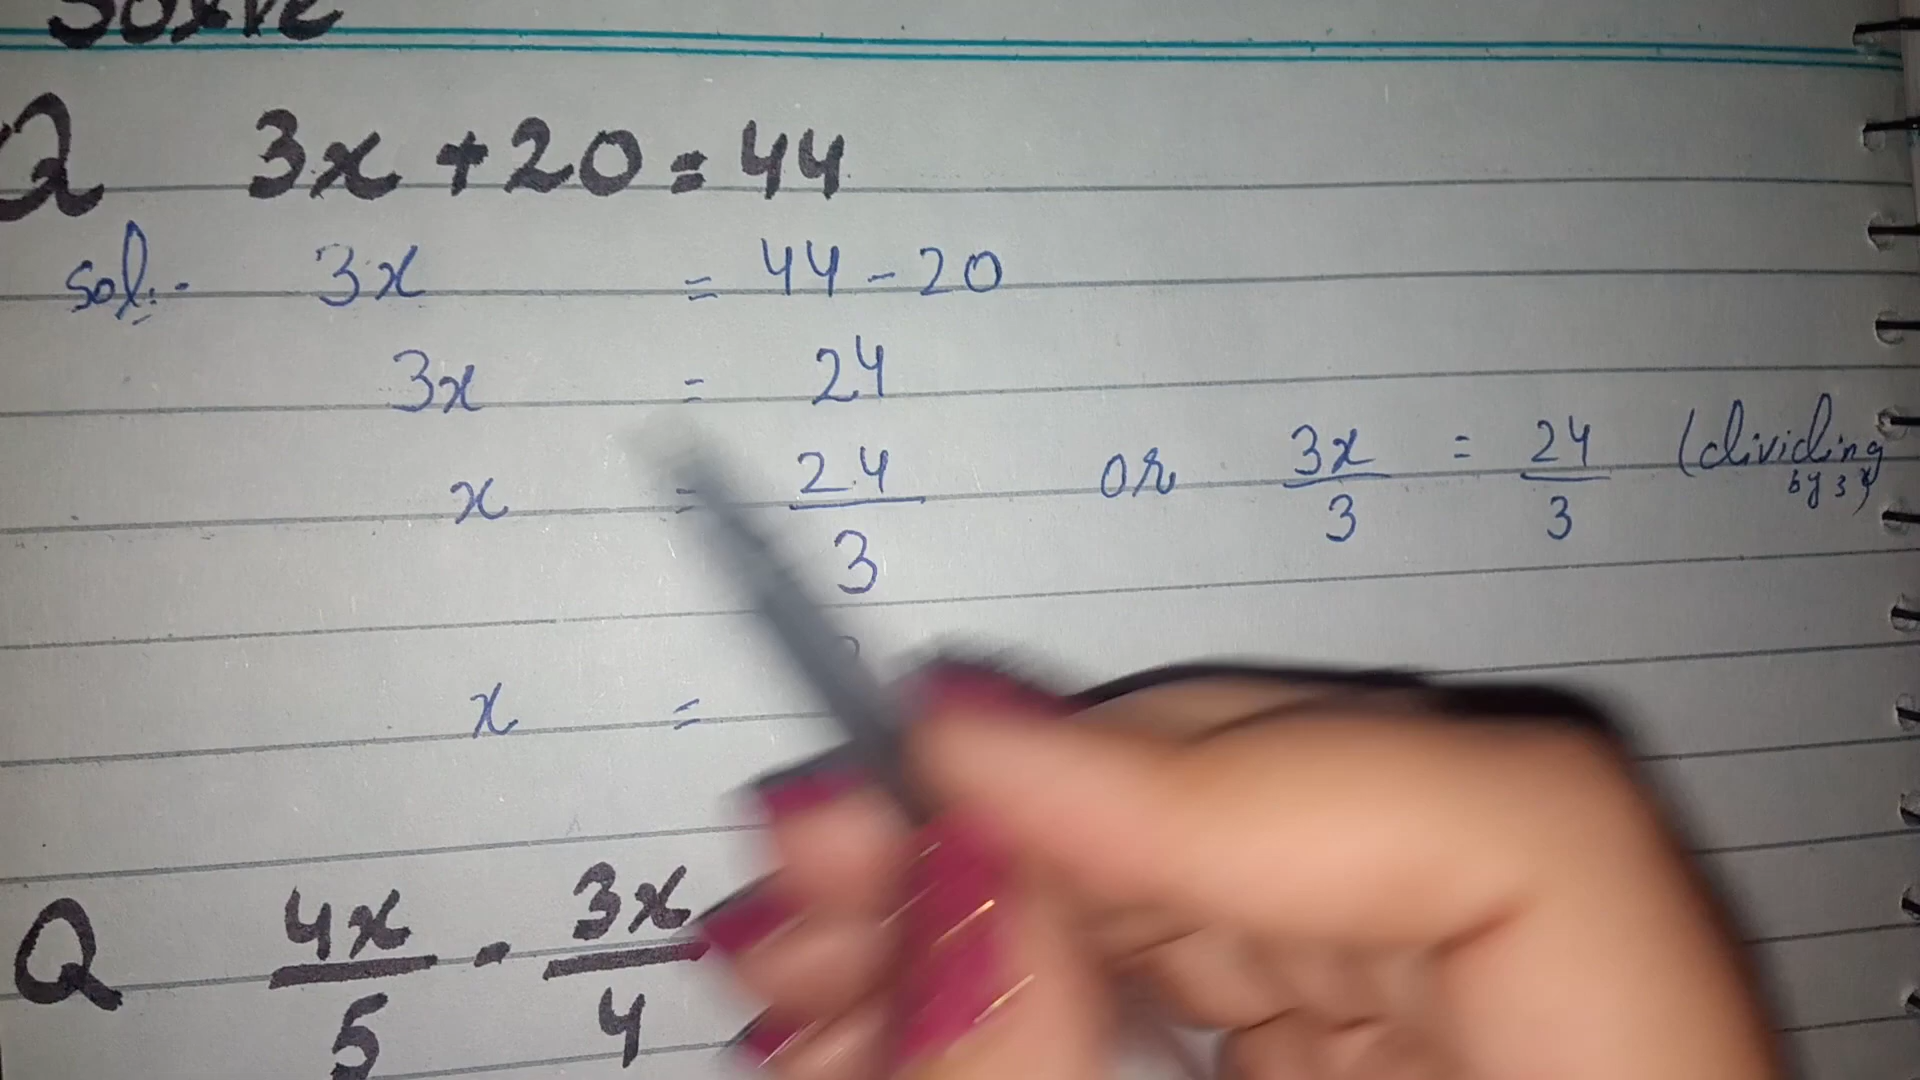 Solve
Q 3x + 20 = 44
Sol:- 3x = 44 - 20
3x = 24
x = 24/3 or 3x/3 = 24/3 (dividing by 3)
x =
Q 4x/5 - 3x/4